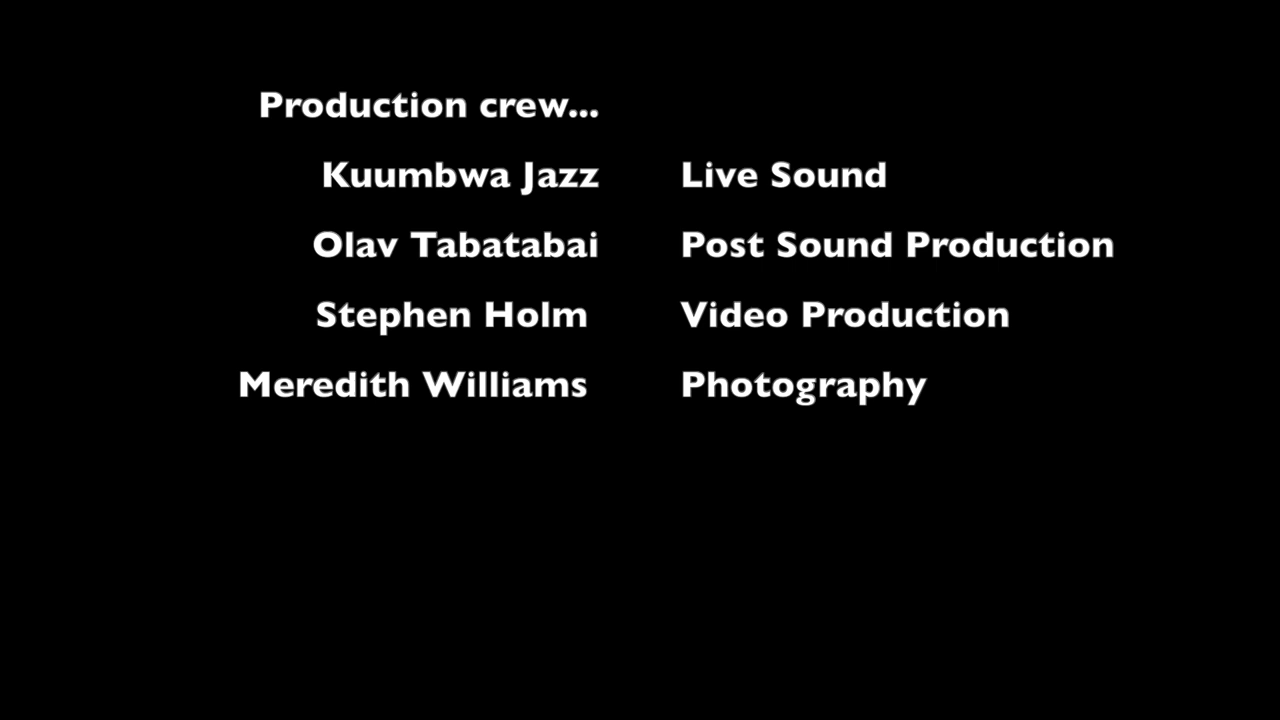 Production crew...
Kuumbwa Jazz Live Sound
Olav Tabatabai Post Sound Production
Stephen Holm Video Production
Meredith Williams Photography